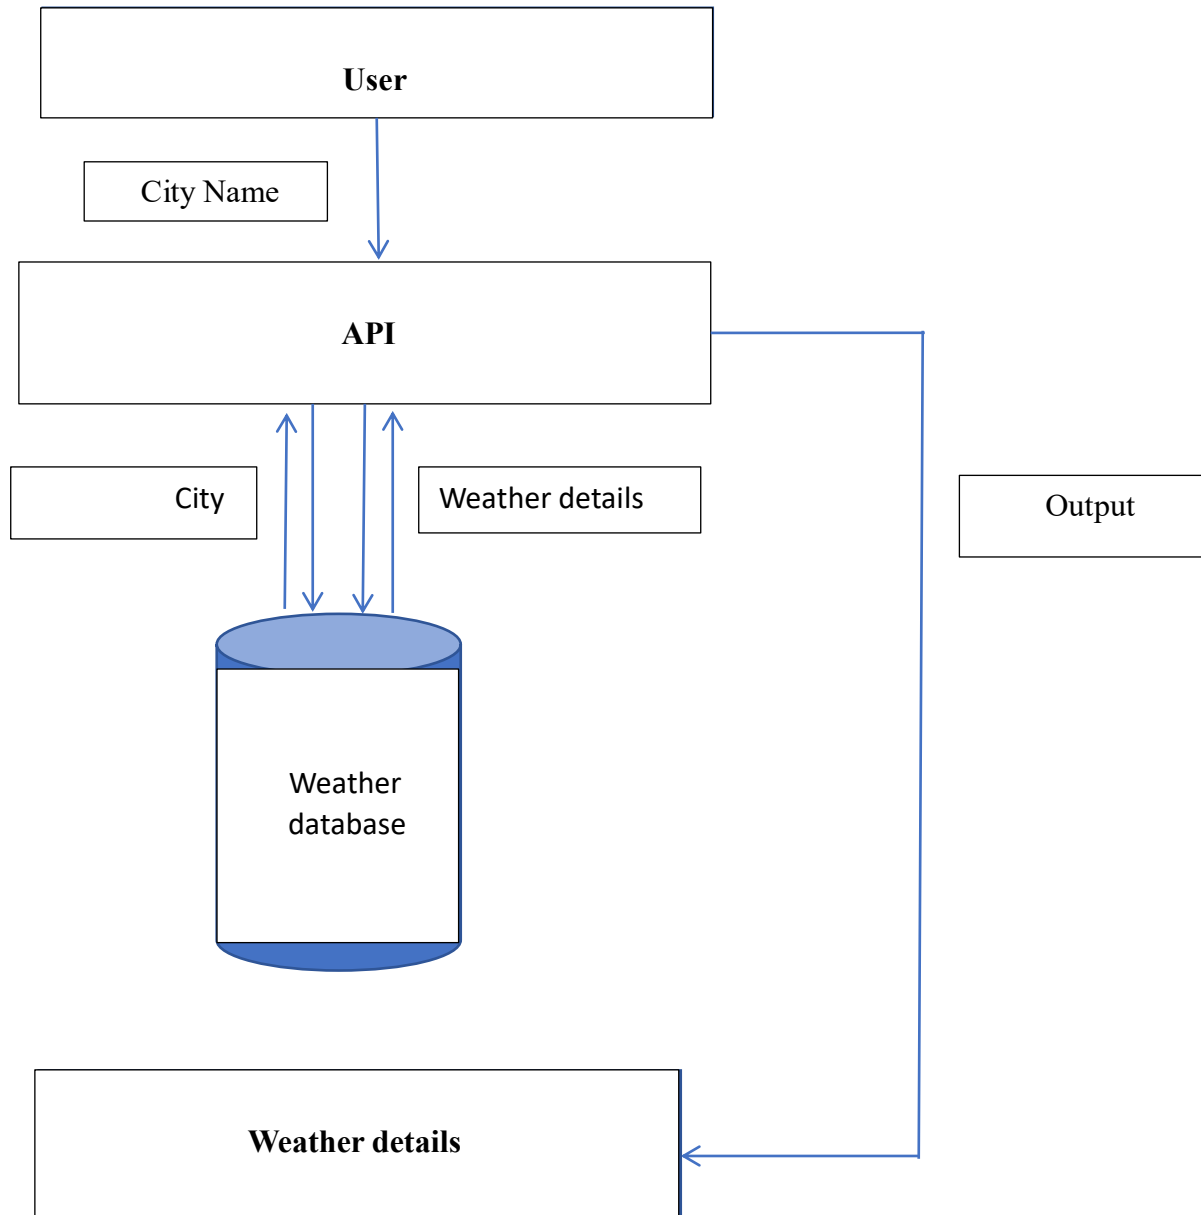 User
City Name
API
City
Weather details
Output
Weather
database
Weather details